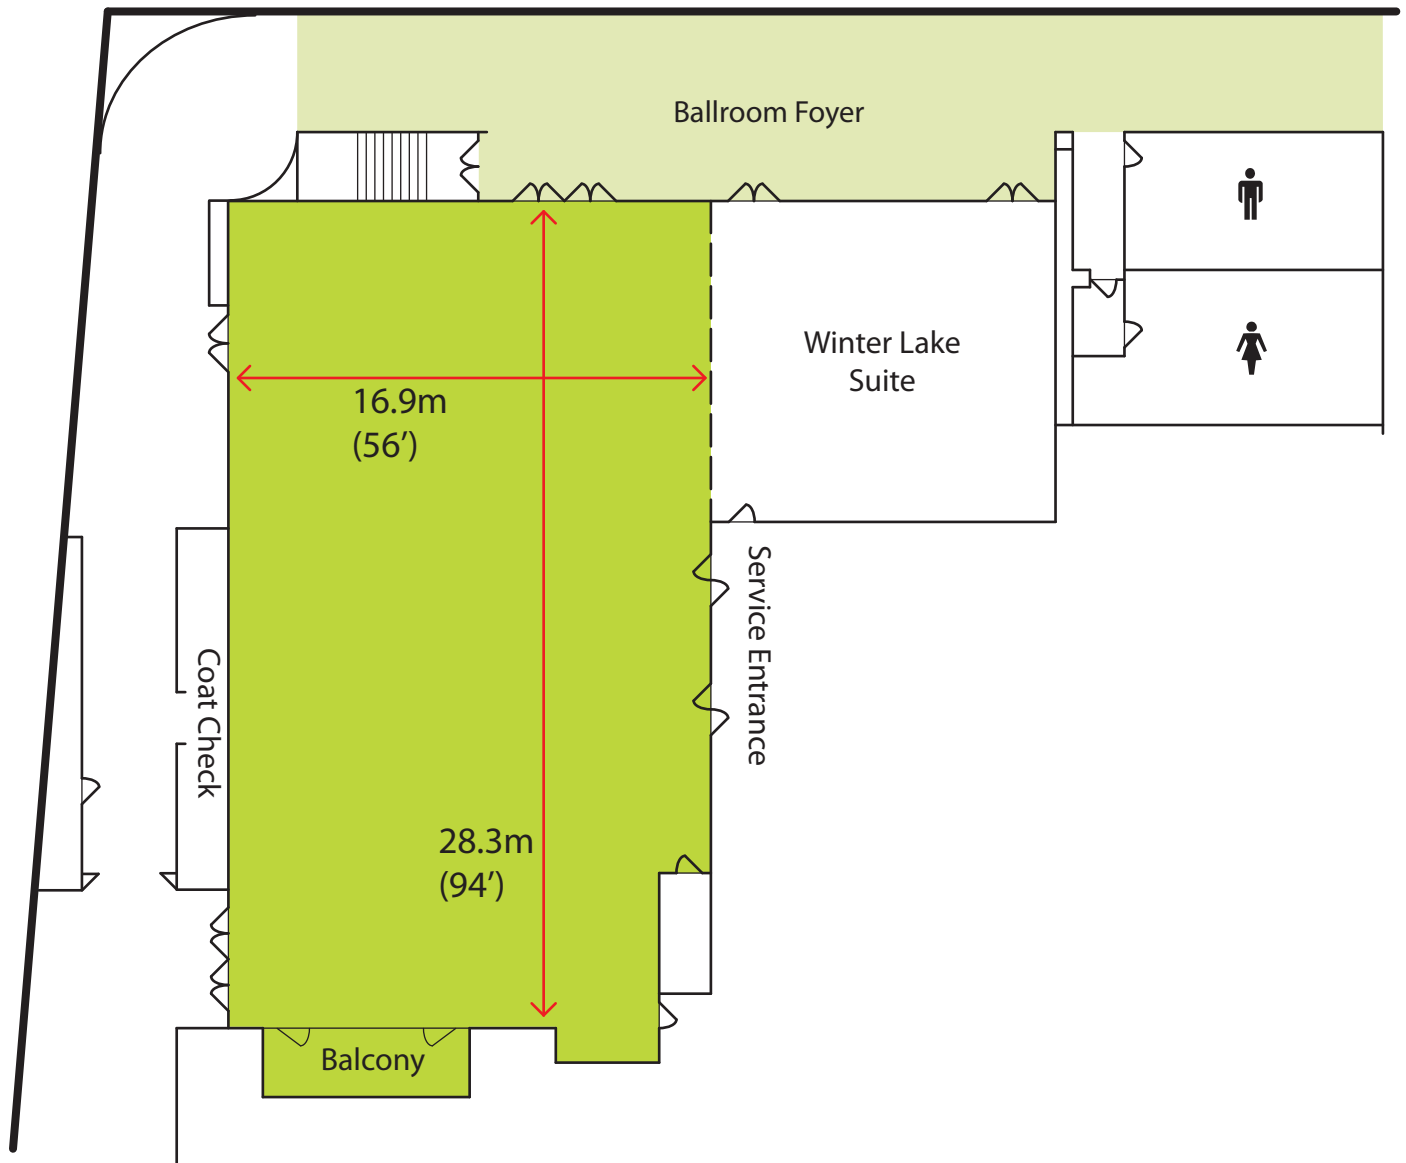 Ballroom Foyer
Winter Lake
Suite
16.9m
(56’)
Service Entrance
Coat Check
28.3m
(94’)
Balcony